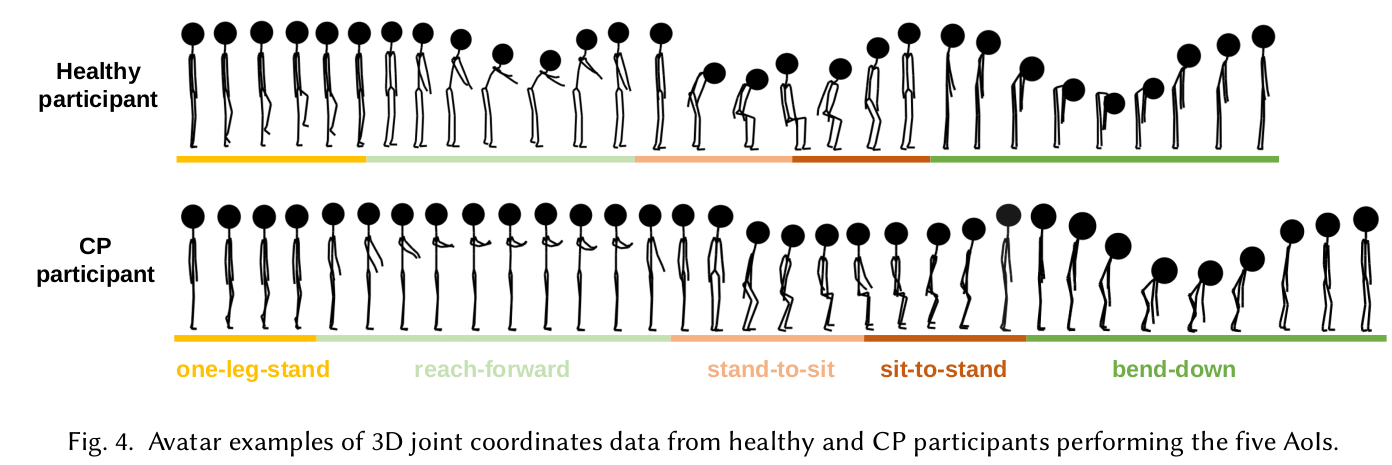 Healthy
participant
CP
participant
one-leg-stand reach-forward stand-to-sit sit-to-stand bend-down
Fig. 4. Avatar examples of 3D joint coordinates data from healthy and CP participants performing the five AoIs.